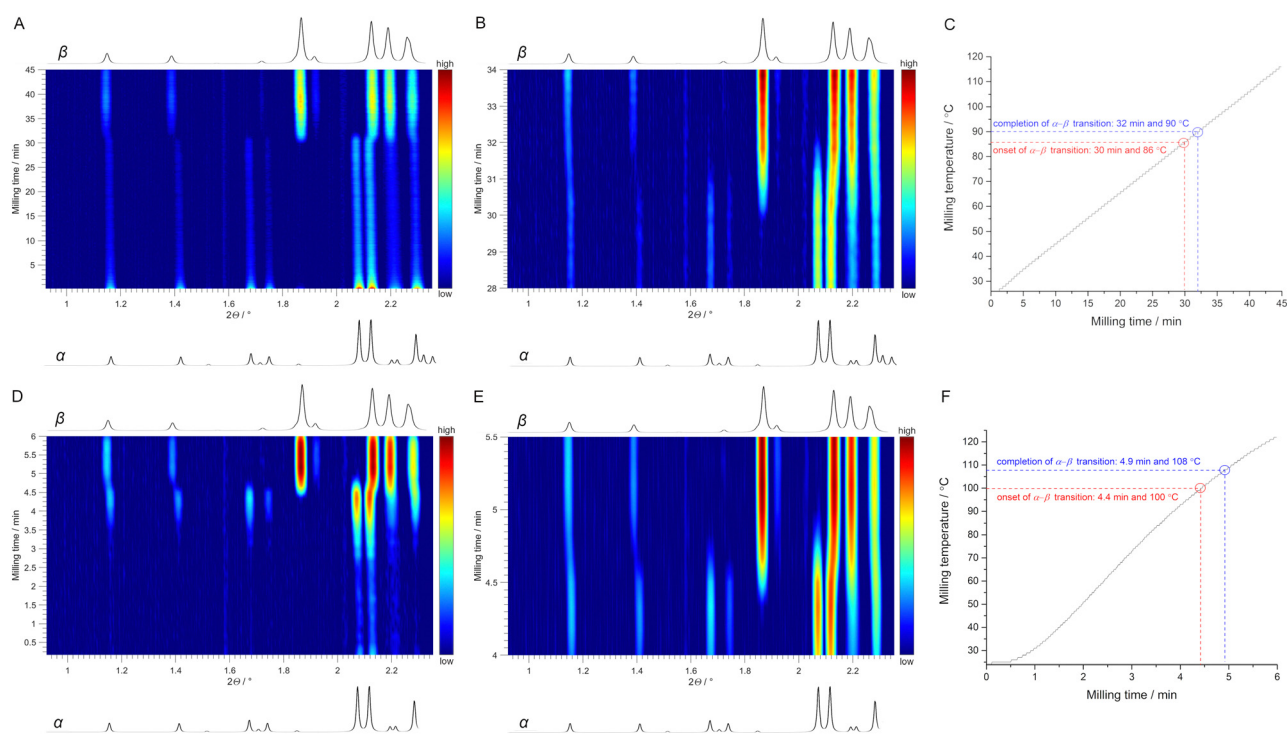 A
β
high
45
40
35
30
25
20
15
10
5
low
Milling time / min
1
1.2
1.4
1.6
1.8
2
2.2
2Θ / °
α
B
β
high
34
33
32
31
30
29
28
low
Milling time / min
1
1.2
1.4
1.6
1.8
2
2.2
2Θ / °
α
C
120
110
100
90
80
70
60
50
40
30
Milling temperature / °C
completion of α–β transition: 32 min and 90 °C
onset of α–β transition: 30 min and 86 °C
0
5
10
15
20
25
30
35
40
45
Milling time / min
D
β
high
6
5.5
5
4.5
4
3.5
3
2.5
2
1.5
1
0.5
low
Milling time / min
1
1.2
1.4
1.6
1.8
2
2.2
2Θ / °
α
E
β
high
5.5
5
4.5
4
low
Milling time / min
1
1.2
1.4
1.6
1.8
2
2.2
2Θ / °
α
F
120
110
100
90
80
70
60
50
40
30
Milling temperature / °C
completion of α–β transition: 4.9 min and 108 °C
onset of α–β transition: 4.4 min and 100 °C
0
1
2
3
4
5
6
Milling time / min